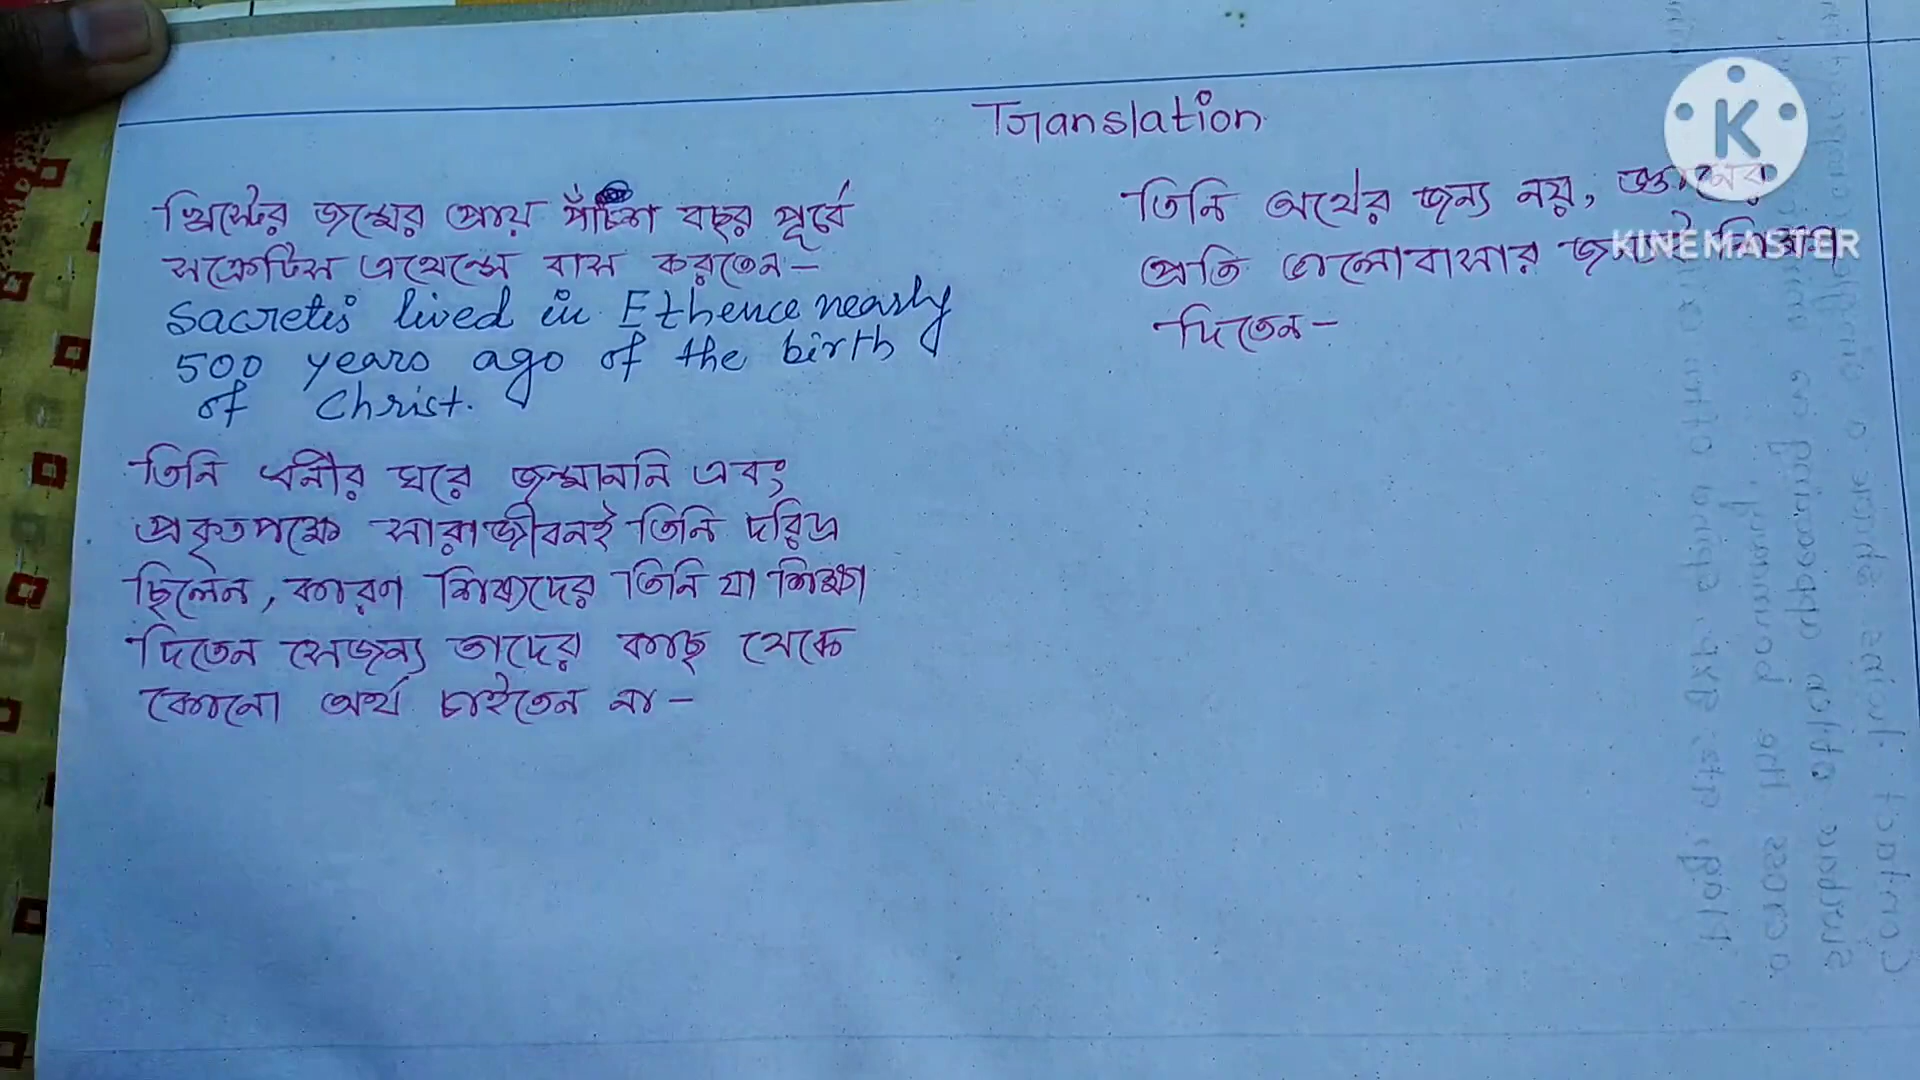 Translation
খ্রিস্টের জন্মের প্রায় পাঁচশ বছর পূর্বে
সক্রেটিস এথেন্সে বাস করতেন –
Sacretis lived in Ethence nearly
500 years ago of the birth
of Christ.
তিনি ধনীর ঘরে জন্মাননি এবং
প্রকৃতপক্ষে সারাজীবনই তিনি দরিদ্র
ছিলেন, কারণ শিষ্যদের তিনি যা শিক্ষা
দিতেন সেজন্য তাদের কাছ থেকে
কোনো অর্থ চাইতেন না –
তিনি অর্থের জন্য নয়,
প্রতি ভালোবাসার
দিতেন –
K
KINEMASTER